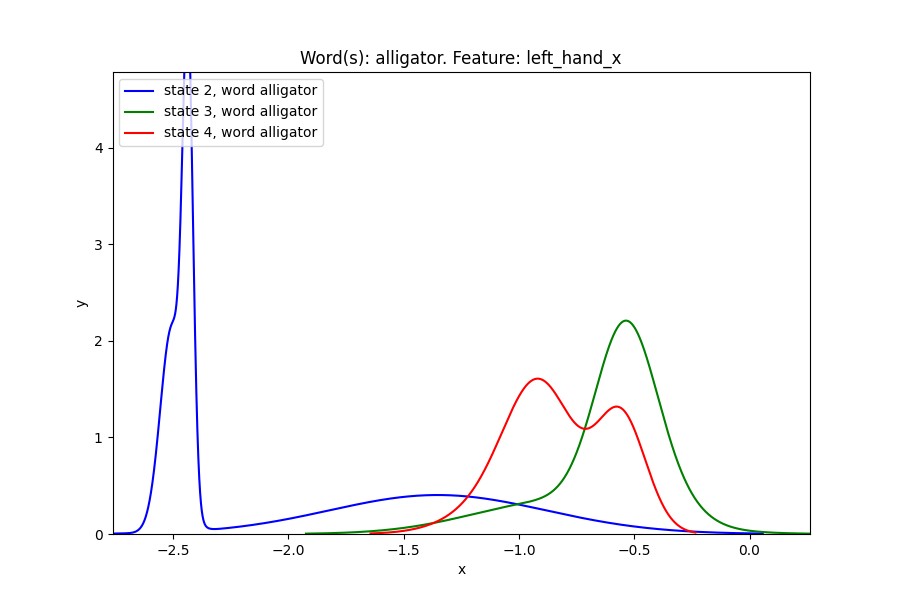 Word(s): alligator. Feature: left_hand_x
state 2, word alligator
state 3, word alligator
state 4, word alligator
4
3
2
1
0
y
−2.5 −2.0 −1.5 −1.0 −0.5 0.0
x